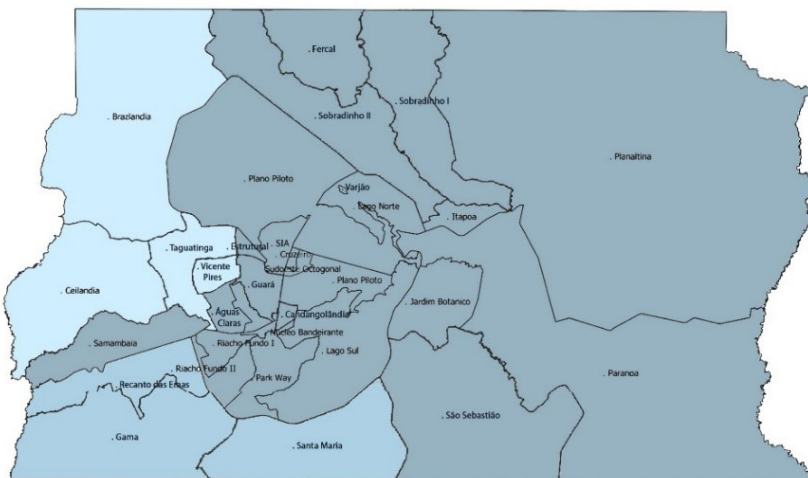 . Fercal
. Sobradinho I
. Brazlandia
. Sobradinho II
. Planaltina
. Plano Piloto
. Varjão
. Lago Norte
. Itapoa
. Taguatinga
. Estrutural
. SIA
. Cruzeiro
. Vicente
Pires
Sudoeste Octogonal
. Guará
. Plano Piloto
. Ceilandia
. Jardim Botanico
. Águas
Claras
. Candangolândia
. Núcleo Bandeirante
. Samambaia
. Riacho Fundo I
. Lago Sul
. Riacho Fundo II
. Paranoa
. Park Way
. Recanto das Emas
. São Sebastião
. Gama
. Santa Maria